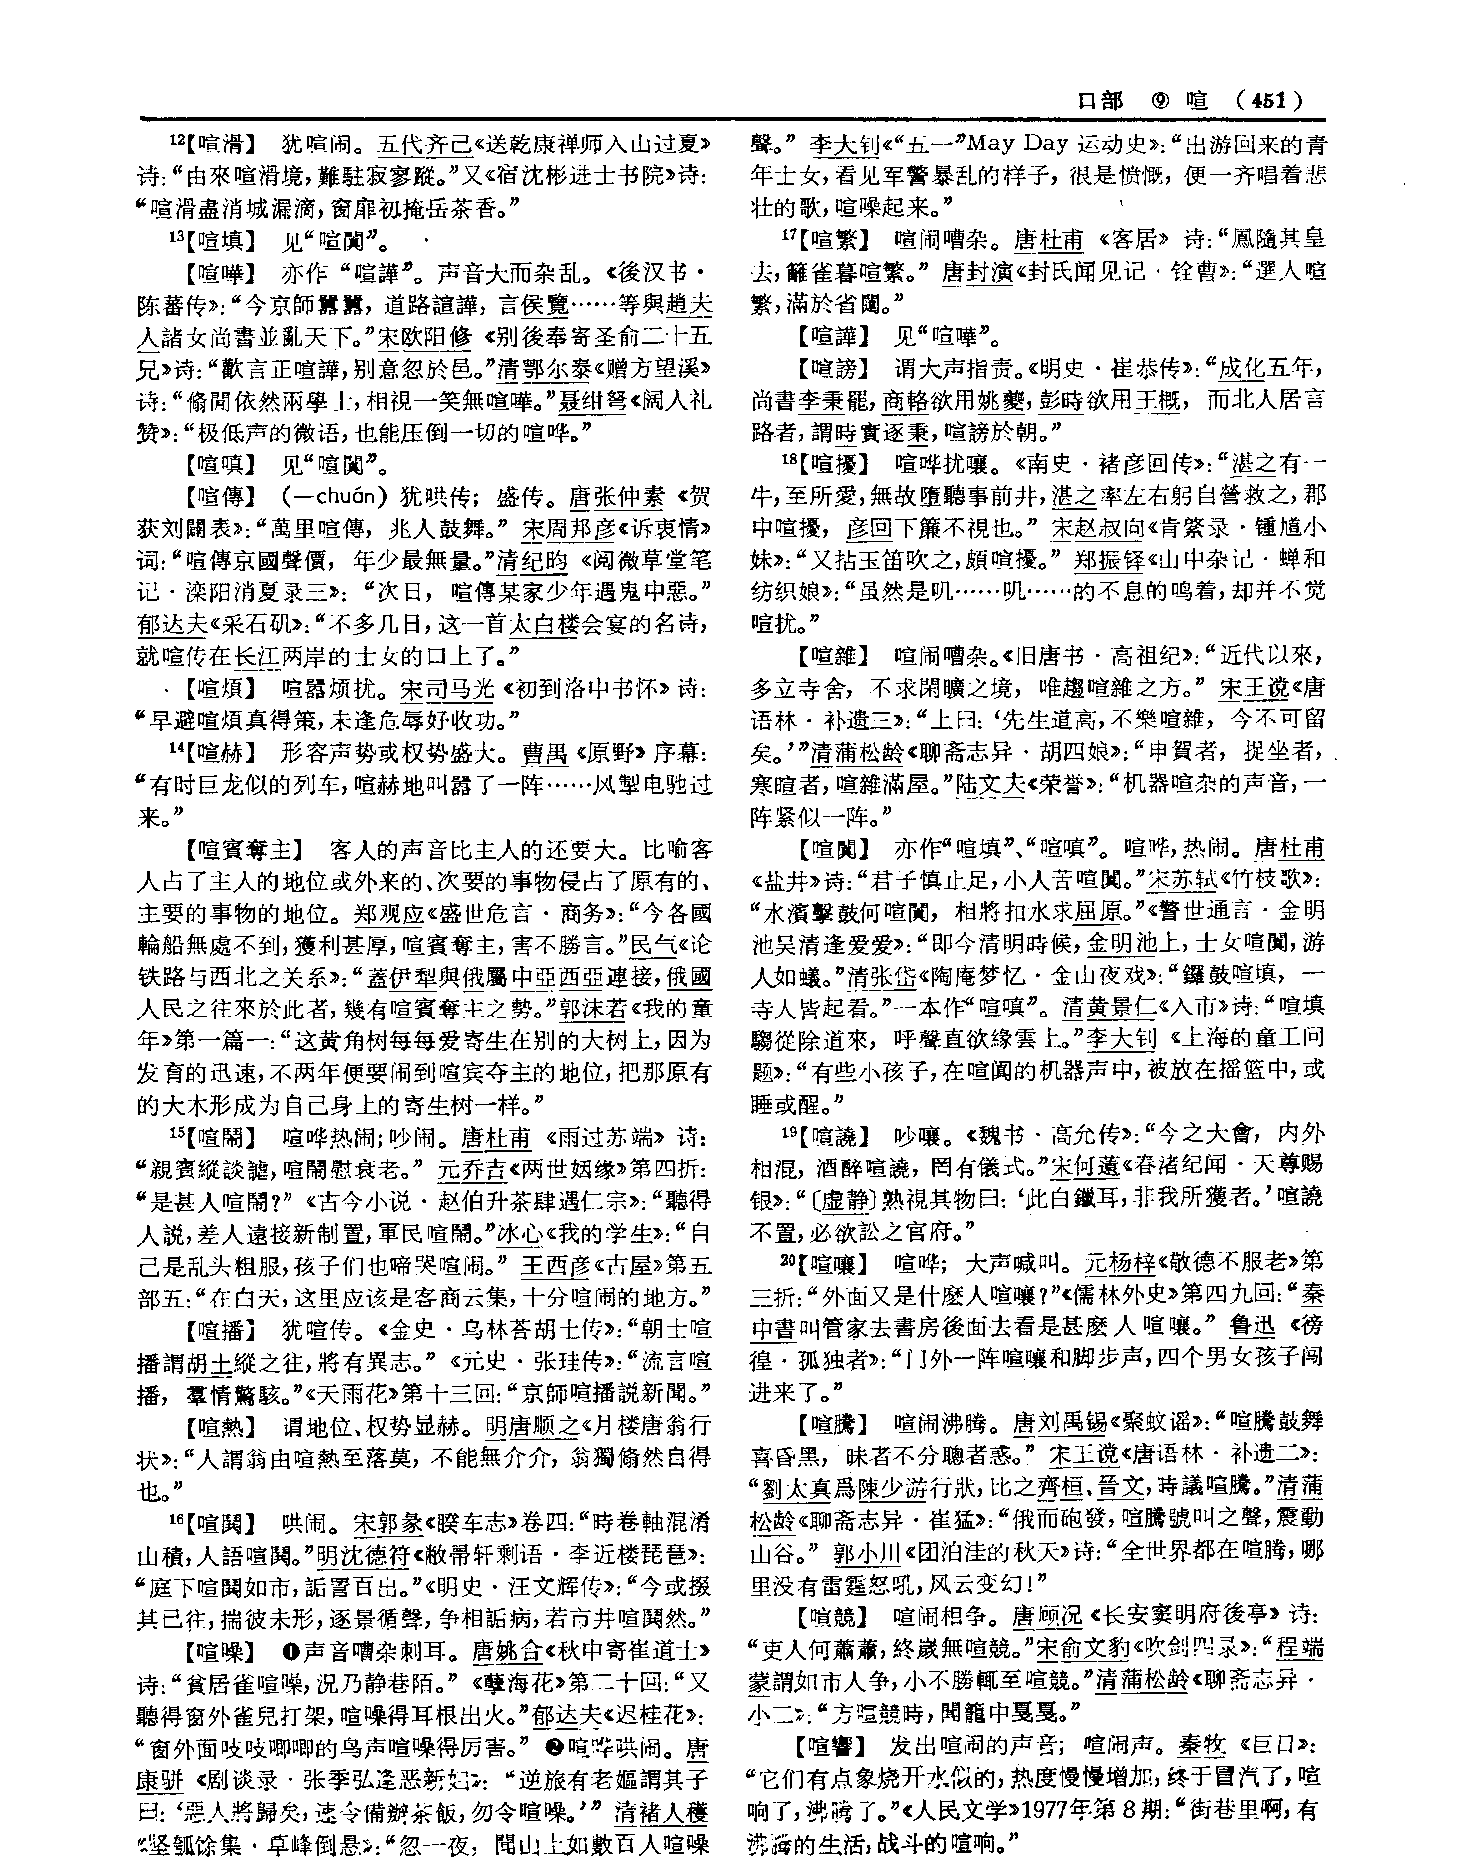 口部 ⑨ 喧 (451)
12【喧滑】 犹喧闹。五代齐己《送乾康禅师入山过夏》
诗:“由來喧滑境,難駐寂寥蹤。”又《宿沈彬进士书院》诗:
“喧滑盡消城漏滴,窗扉初掩岳茶香。”
13【喧填】 见“喧闐”。
【喧嘩】 亦作“喧譁”。声音大而杂乱。《後汉书·
陈蕃传》:“今京師囂囂,道路諠譁,言侯覽……等與趙夫
人諸女尚書並亂天下。”宋欧阳修《别後奉寄圣俞二十五
兄》诗:“歡言正喧譁,别意忽於邑。”清鄂尔泰《赠方望溪》
诗:“翛閒依然兩學士,相視一笑無喧嘩。”聂绀弩《阔人礼
赞》:“极低声的微语,也能压倒一切的喧哗。”
【喧嗔】 见“喧闐”。
【喧傳】 (—chuán) 犹哄传;盛传。唐张仲素《贺
获刘闢表》:“萬里喧傳,兆人鼓舞。”宋周邦彦《诉衷情》
词:“喧傳京國聲價,年少最無量。”清纪昀《阅微草堂笔
记·滦阳消夏录三》:“次日,喧傳某家少年遇鬼中惡。”
郁达夫《采石矶》:“不多几日,这一首太白楼会宴的名诗,
就喧传在长江两岸的士女的口上了。”
【喧煩】 喧嚣烦扰。宋司马光《初到洛中书怀》诗:
“早避喧煩真得策,未逢危辱好收功。”
14【喧赫】 形容声势或权势盛大。曹禺《原野》序幕:
“有时巨龙似的列车,喧赫地叫嚣了一阵……风掣电驰过
来。”
【喧賓奪主】 客人的声音比主人的还要大。比喻客
人占了主人的地位或外来的、次要的事物侵占了原有的、
主要的事物的地位。郑观应《盛世危言·商务》:“今各國
輪船無處不到,獲利甚厚,喧賓奪主,害不勝言。”民气《论
铁路与西北之关系》:“蓋伊犁與俄屬中亞西亞連接,俄國
人民之往來於此者,幾有喧賓奪主之勢。”郭沫若《我的童
年》第一篇一:“这黄角树每每爱寄生在别的大树上,因为
发育的迅速,不两年便要闹到喧宾夺主的地位,把那原有
的大木形成为自己身上的寄生树一样。”
15【喧鬧】 喧哗热闹;吵闹。唐杜甫《雨过苏端》诗:
“親賓縱談謔,喧鬧慰衰老。”元乔吉《两世姻缘》第四折:
“是甚人喧鬧?”《古今小说·赵伯升茶肆遇仁宗》:“聽得
人説,差人遠接新制置,軍民喧鬧。”冰心《我的学生》:“自
己是乱头粗服,孩子们也啼哭喧闹。”王西彦《古屋》第五
部五:“在白天,这里应该是客商云集,十分喧闹的地方。”
【喧播】 犹喧传。《金史·乌林荅胡土传》:“朝士喧
播謂胡土縱之往,將有異志。”《元史·张珪传》:“流言喧
播,羣情驚駭。”《天雨花》第十三回:“京師喧播説新聞。”
【喧熱】 谓地位、权势显赫。明唐顺之《月楼唐翁行
状》:“人謂翁由喧熱至落莫,不能無介介,翁獨翛然自得
也。”
16【喧鬨】 哄闹。宋郭彖《睽车志》卷四:“時卷軸混淆
山積,人語喧鬨。”明沈德符《敝帚轩剩语·李近楼琵琶》:
“庭下喧鬨如市,詬詈百出。”《明史·汪文辉传》:“今或掇
其已往,揣彼未形,逐景循聲,争相詬病,若市井喧鬨然。”
【喧噪】 ❶声音嘈杂刺耳。唐姚合《秋中寄崔道士》
诗:“貧居雀喧噪,況乃静巷陌。”《孽海花》第二十回:“又
聽得窗外雀兒打架,喧噪得耳根出火。”郁达夫《迟桂花》:
“窗外面吱吱唧唧的鸟声喧噪得厉害。”❷喧哗哄闹。唐
康骈《剧谈录·张季弘逢恶新妇》:“逆旅有老嫗謂其子
曰:‘惡人將歸矣,速令備辦茶飯,勿令喧噪。’”清褚人穫
《坚瓠馀集·卓峰倒悬》:“忽一夜,聞山上如數百人喧噪
聲。”李大钊《“五一”May Day 运动史》:“出游回来的青
年士女,看见军警暴乱的样子,很是愤慨,便一齐唱着悲
壮的歌,喧噪起来。”
17【喧繁】 喧闹嘈杂。唐杜甫《客居》诗:“鳳隨其皇
去,籬雀暮喧繁。”唐封演《封氏闻见记·铨曹》:“選人喧
繁,滿於省闥。”
【喧譁】 见“喧嘩”。
【喧謗】 谓大声指责。《明史·崔恭传》:“成化五年,
尚書李秉罷,商輅欲用姚夔,彭時欲用王概,而北人居言
路者,謂時實逐秉,喧謗於朝。”
18【喧擾】 喧哗扰嚷。《南史·褚彦回传》:“湛之有一
牛,至所愛,無故墮聽事前井,湛之率左右躬自營救之,郡
中喧擾,彦回下簾不視也。”宋赵叔向《肯綮录·锺馗小
妹》:“又拈玉笛吹之,頗喧擾。”郑振铎《山中杂记·蝉和
纺织娘》:“虽然是叽……叽……的不息的鸣着,却并不觉
喧扰。”
【喧雜】 喧闹嘈杂。《旧唐书·高祖纪》:“近代以來,
多立寺舍,不求閑曠之境,唯趨喧雜之方。”宋王谠《唐
语林·补遗三》:“上曰:‘先生道高,不樂喧雜,今不可留
矣。’”清蒲松龄《聊斋志异·胡四娘》:“申賀者,捉坐者,
寒暄者,喧雜滿屋。”陆文夫《荣誉》:“机器喧杂的声音,一
阵紧似一阵。”
【喧闐】 亦作“喧填”、“喧嗔”。喧哗,热闹。唐杜甫
《盐井》诗:“君子慎止足,小人苦喧闐。”宋苏轼《竹枝歌》:
“水濱擊鼓何喧闐,相將扣水求屈原。”《警世通言·金明
池吴清逢爱爱》:“即今清明時候,金明池上,士女喧闐,游
人如蟻。”清张岱《陶庵梦忆·金山夜戏》:“鑼鼓喧填,一
寺人皆起看。”一本作“喧嗔”。清黄景仁《入市》诗:“喧填
騶從除道來,呼聲直欲緣雲上。”李大钊《上海的童工问
题》:“有些小孩子,在喧阗的机器声中,被放在摇篮中,或
睡或醒。”
19【喧譊】 吵嚷。《魏书·高允传》:“今之大會,内外
相混,酒醉喧譊,罔有儀式。”宋何薳《春渚纪闻·天尊赐
银》:“〔虚静〕熟視其物曰:‘此白鑞耳,非我所獲者。’喧譊
不置,必欲訟之官府。”
20【喧嚷】 喧哗;大声喊叫。元杨梓《敬德不服老》第
三折:“外面又是什麽人喧嚷?”《儒林外史》第四九回:“秦
中書叫管家去書房後面去看是甚麽人喧嚷。”鲁迅《彷
徨·孤独者》:“门外一阵喧嚷和脚步声,四个男女孩子闯
进来了。”
【喧騰】 喧闹沸腾。唐刘禹锡《聚蚊谣》:“喧騰鼓舞
喜昏黑,昧者不分聰者惑。”宋王谠《唐语林·补遗二》:
“劉太真爲陳少游行狀,比之齊桓、晉文,時議喧騰。”清蒲
松龄《聊斋志异·崔猛》:“俄而砲發,喧騰號叫之聲,震動
山谷。”郭小川《团泊洼的秋天》诗:“全世界都在喧腾,哪
里没有雷霆怒吼,风云变幻!”
【喧競】 喧闹相争。唐顾况《长安窦明府後亭》诗:
“吏人何蕭蕭,終歲無喧競。”宋俞文豹《吹剑四录》:“程端
蒙謂如市人争,小不勝輒至喧競。”清蒲松龄《聊斋志异·
小二》:“方喧競時,聞籠中戛戛。”
【喧響】 发出喧闹的声音;喧闹声。秦牧《巨口》:
“它们有点象烧开水似的,热度慢慢增加,终于冒汽了,喧
响了,沸腾了。”《人民文学》1977年第8期:“街巷里啊,有
沸腾的生活,战斗的喧响。”